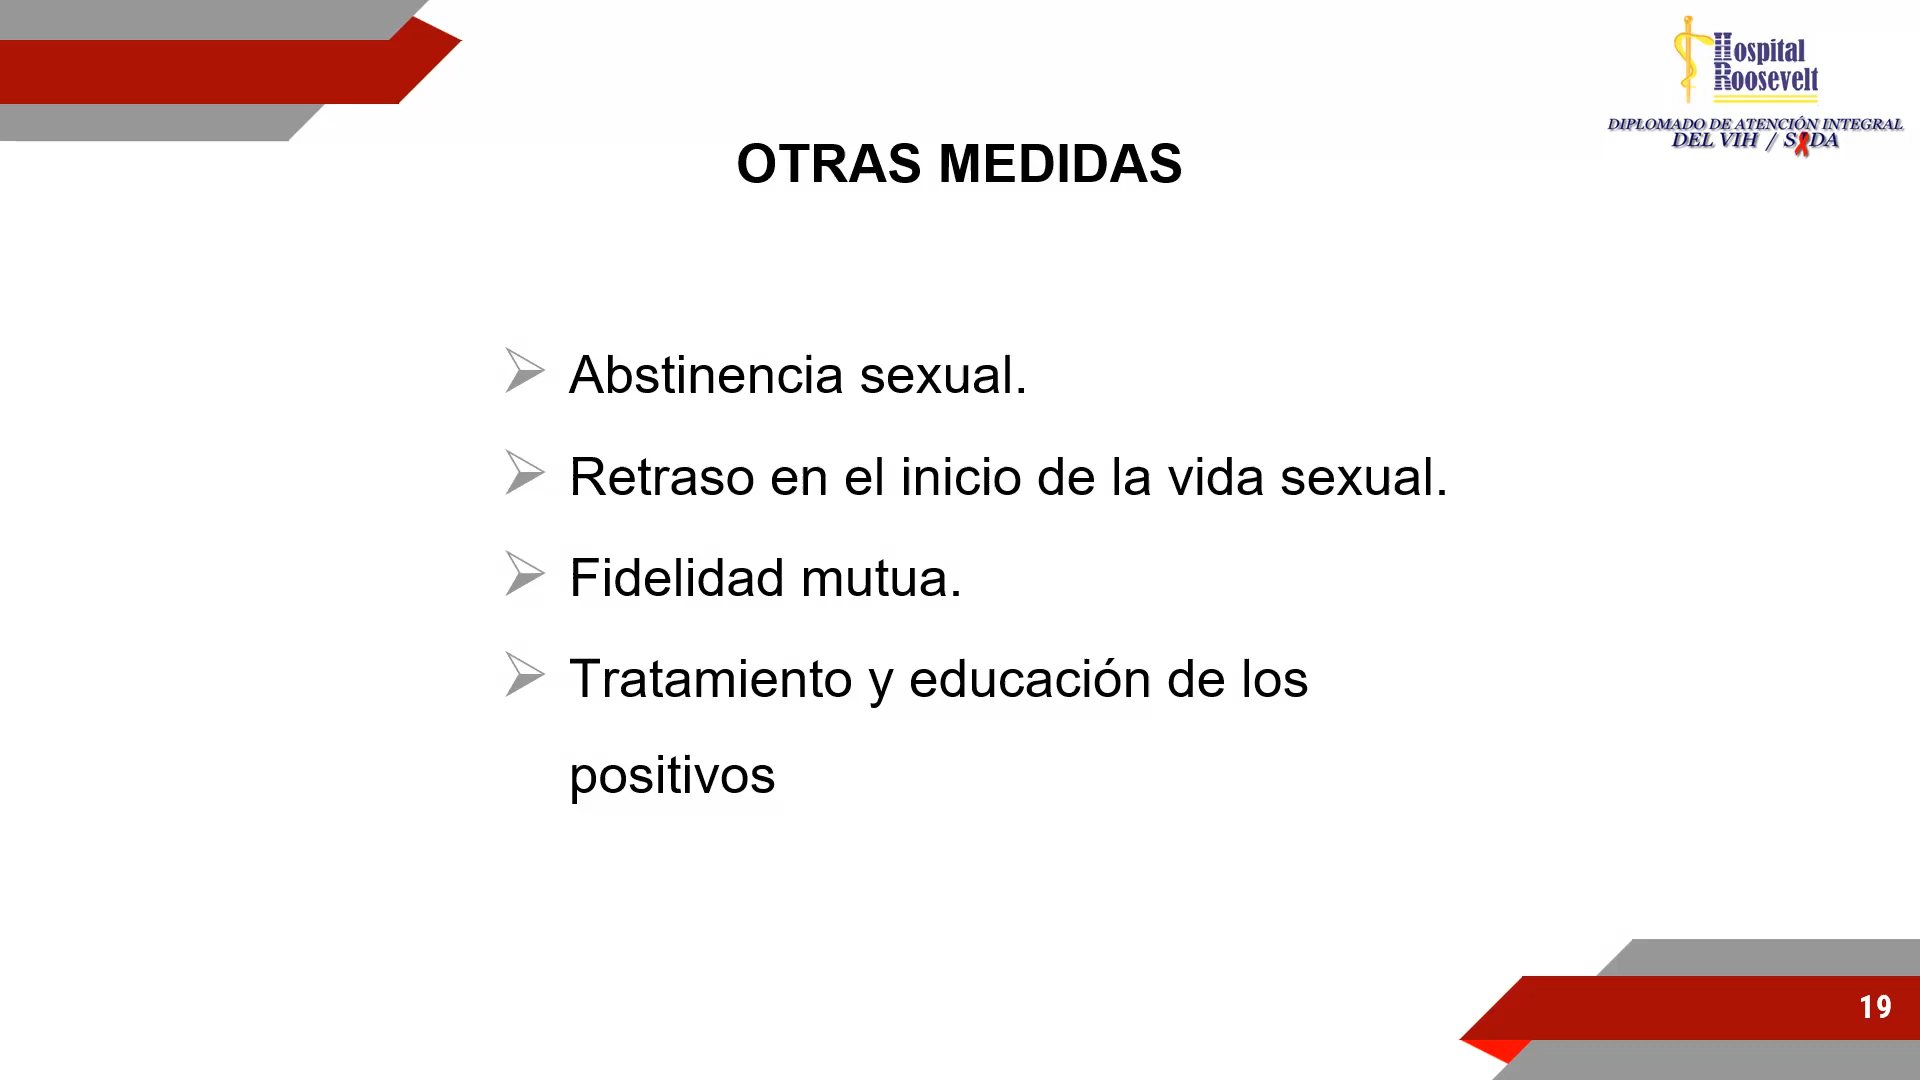 Hospital
Roosevelt
DIPLOMADO DE ATENCIÓN INTEGRAL
DEL VIH / SIDA
OTRAS MEDIDAS
Abstinencia sexual.
Retraso en el inicio de la vida sexual.
Fidelidad mutua.
Tratamiento y educación de los
positivos
19